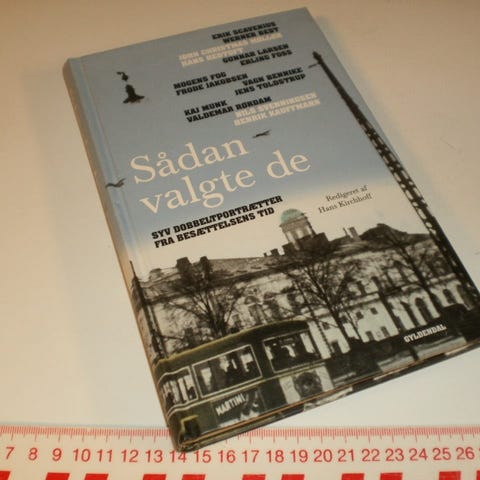 ERIK SCAVENIUS
WERNER BEST
JOHN CHRISTMAS MØLLER
HANS HEDTOFT
GUNNAR LARSEN
ERLING FOSS
MOGENS FOG
FRODE JAKOBSEN
VAGN BENNIKE
JENS TOLDSTRUP
KAJ MUNK
VALDEMAR RØRDAM
NILS SVENNINGSEN
HENRIK KAUFFMANN
Sådan
valgte de
SYV DOBBELTPORTRÆTTER
FRA BESÆTTELSENS TID
Redigeret af
Hans Kirchhoff
GYLDENDAL
MARTINI
7 8 9 10 11 12 13 14 15 16 17 18 19 20 21 22 23 24 25 26